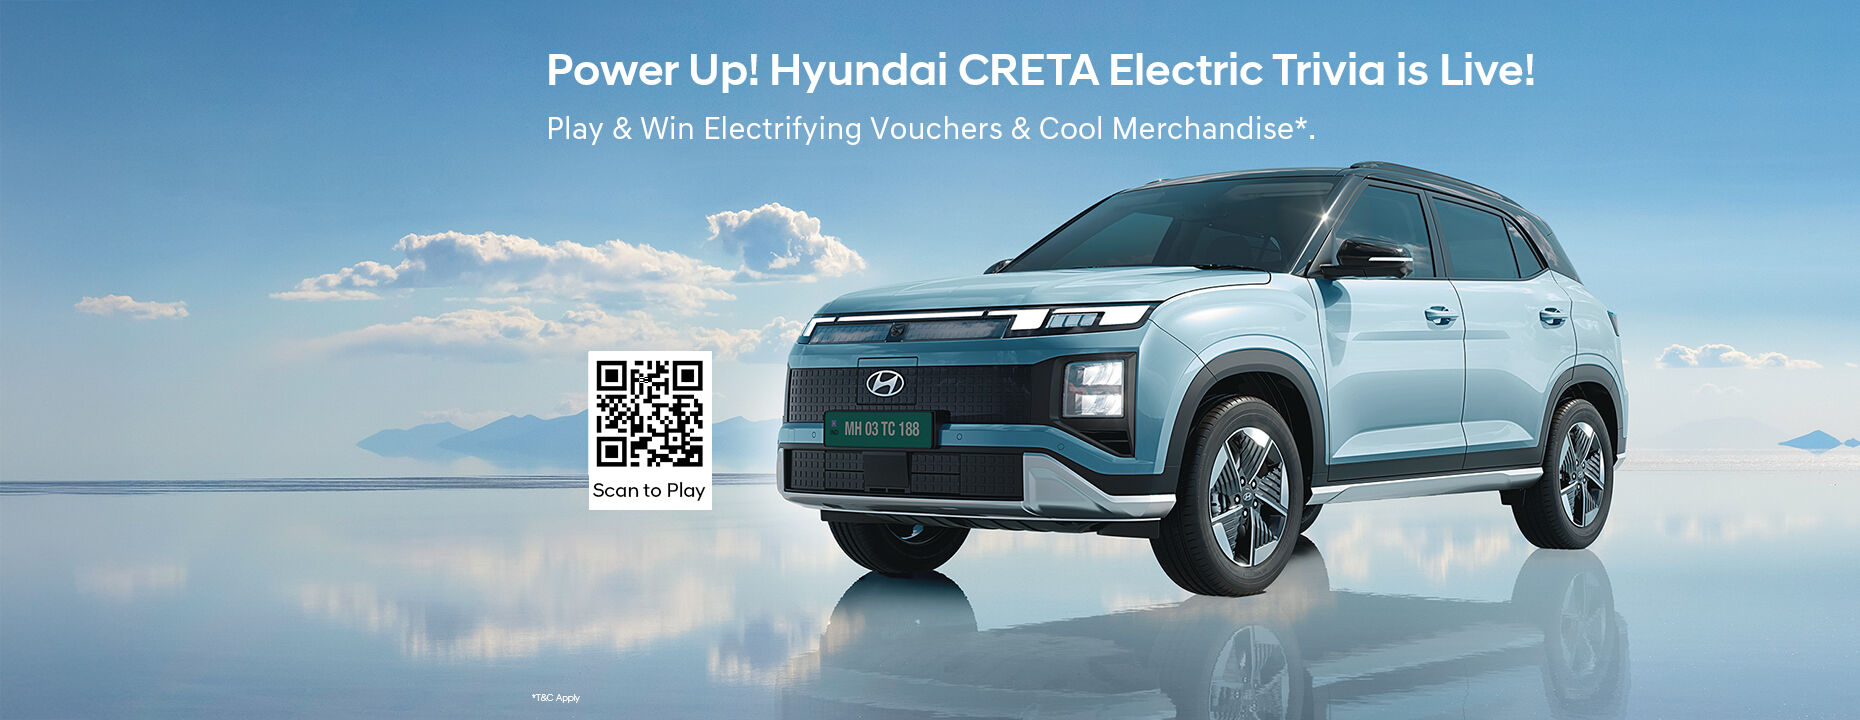 Power Up! Hyundai CRETA Electric Trivia is Live!
Play & Win Electrifying Vouchers & Cool Merchandise*.
MH 03 TC 188
Scan to Play
*T&C Apply